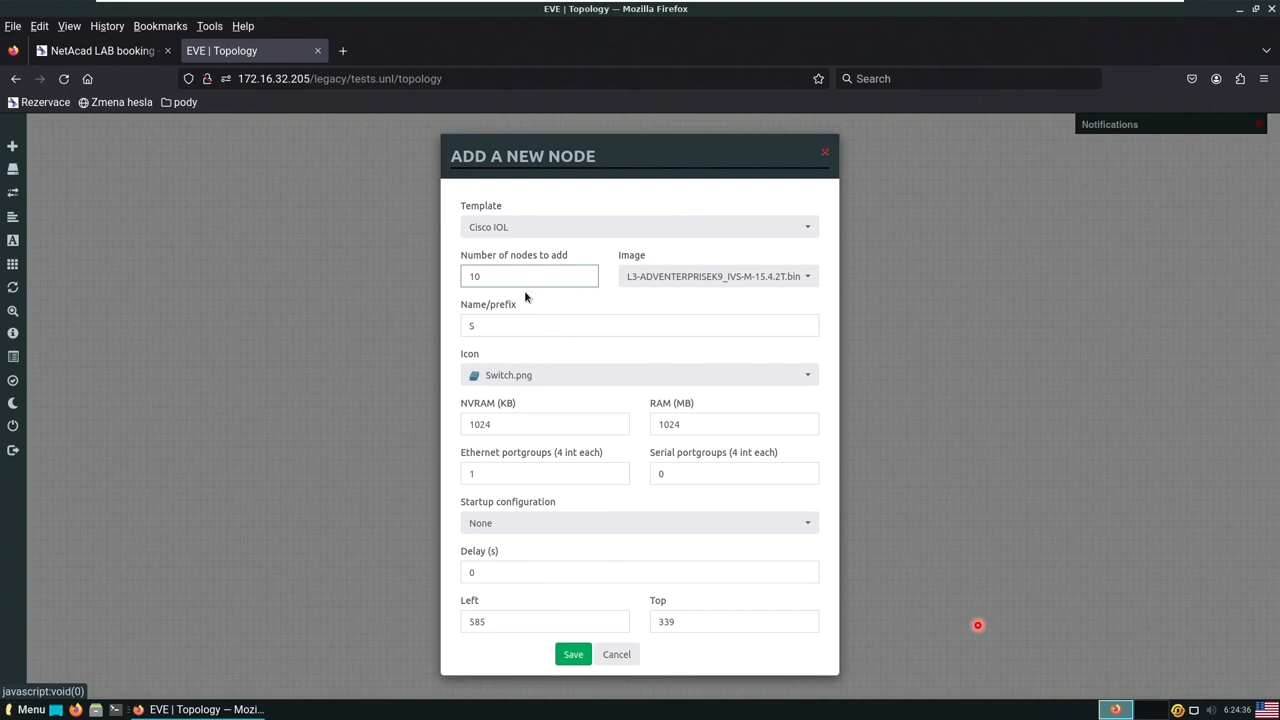 EVE | Topology — Mozilla Firefox
File Edit View History Bookmarks Tools Help
NetAcad LAB booking
EVE | Topology
172.16.32.205/legacy/tests.unl/topology
Search
Rezervace Zmena hesla pody
Notifications
ADD A NEW NODE
Template
Cisco IOL
Number of nodes to add Image
10 L3-ADVENTERPRISEK9_IVS-M-15.4.2T.bin
Name/prefix
S
Icon
Switch.png
NVRAM (KB) RAM (MB)
1024 1024
Ethernet portgroups (4 int each) Serial portgroups (4 int each)
1 0
Startup configuration
None
Delay (s)
0
Left Top
585 339
Save Cancel
javascript:void(0)
Menu EVE | Topology — Mozi... 6:24:36